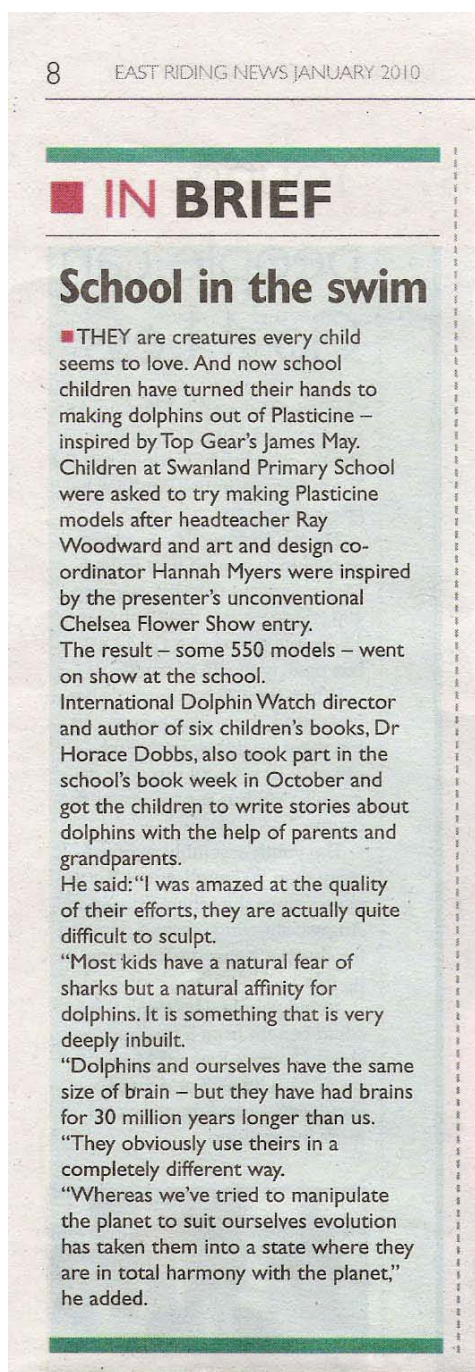 8 EAST RIDING NEWS JANUARY 2010
IN BRIEF
School in the swim
THEY are creatures every child
seems to love. And now school
children have turned their hands to
making dolphins out of Plasticine –
inspired by Top Gear's James May.
Children at Swanland Primary School
were asked to try making Plasticine
models after headteacher Ray
Woodward and art and design co-
ordinator Hannah Myers were inspired
by the presenter's unconventional
Chelsea Flower Show entry.
The result – some 550 models – went
on show at the school.
International Dolphin Watch director
and author of six children's books, Dr
Horace Dobbs, also took part in the
school's book week in October and
got the children to write stories about
dolphins with the help of parents and
grandparents.
He said: "I was amazed at the quality
of their efforts, they are actually quite
difficult to sculpt.
"Most kids have a natural fear of
sharks but a natural affinity for
dolphins. It is something that is very
deeply inbuilt.
"Dolphins and ourselves have the same
size of brain – but they have had brains
for 30 million years longer than us.
"They obviously use theirs in a
completely different way.
"Whereas we've tried to manipulate
the planet to suit ourselves evolution
has taken them into a state where they
are in total harmony with the planet,"
he added.